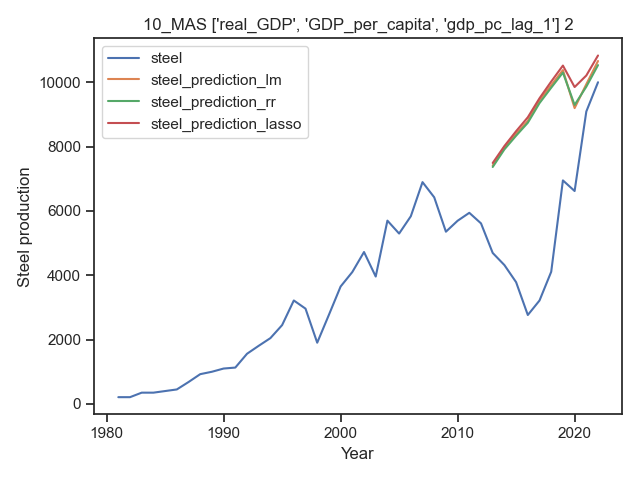 10_MAS ['real_GDP', 'GDP_per_capita', 'gdp_pc_lag_1'] 2
steel
steel_prediction_lm
steel_prediction_rr
steel_prediction_lasso
Steel production
10000
8000
6000
4000
2000
0
1980 1990 2000 2010 2020
Year